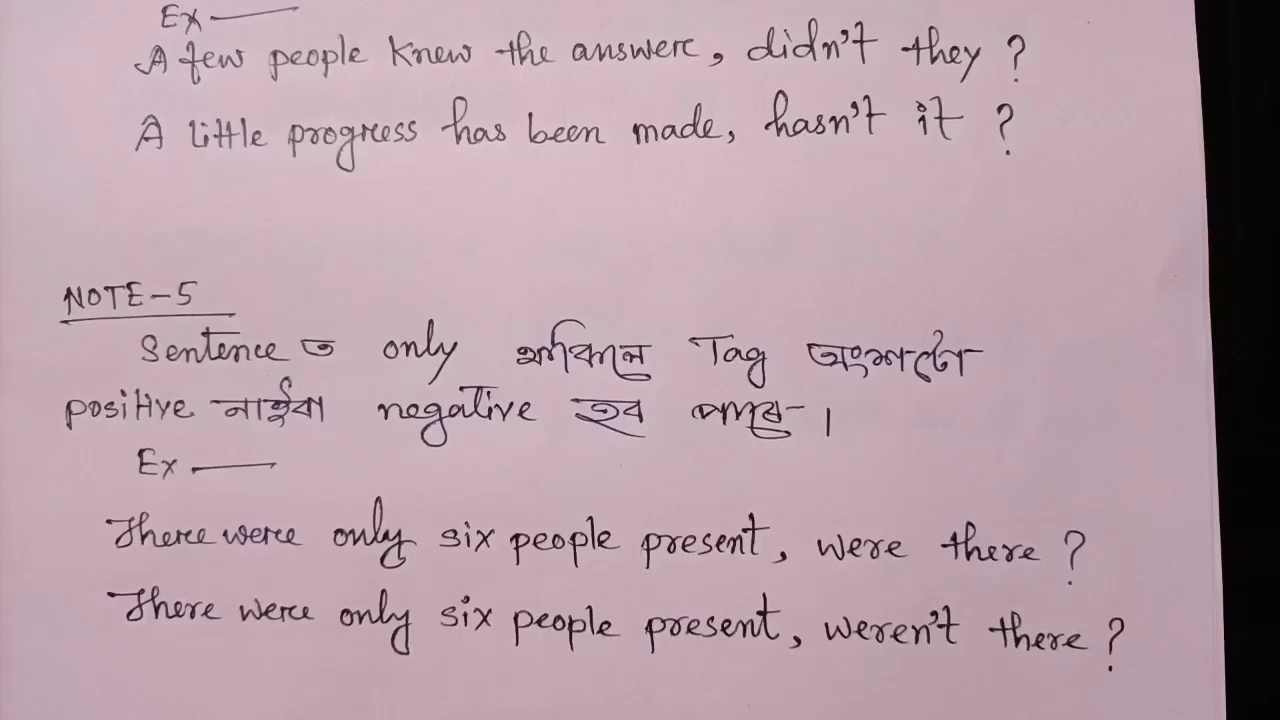 Ex —
A few people knew the answere, didn't they ?
A little progress has been made, hasn't it ?
NOTE-5
Sentence ত only থাকিলে Tag অংশটো
positive নাইবা negative হব পাৰে।
Ex —
There were only six people present, were there ?
There were only six people present, weren't there ?